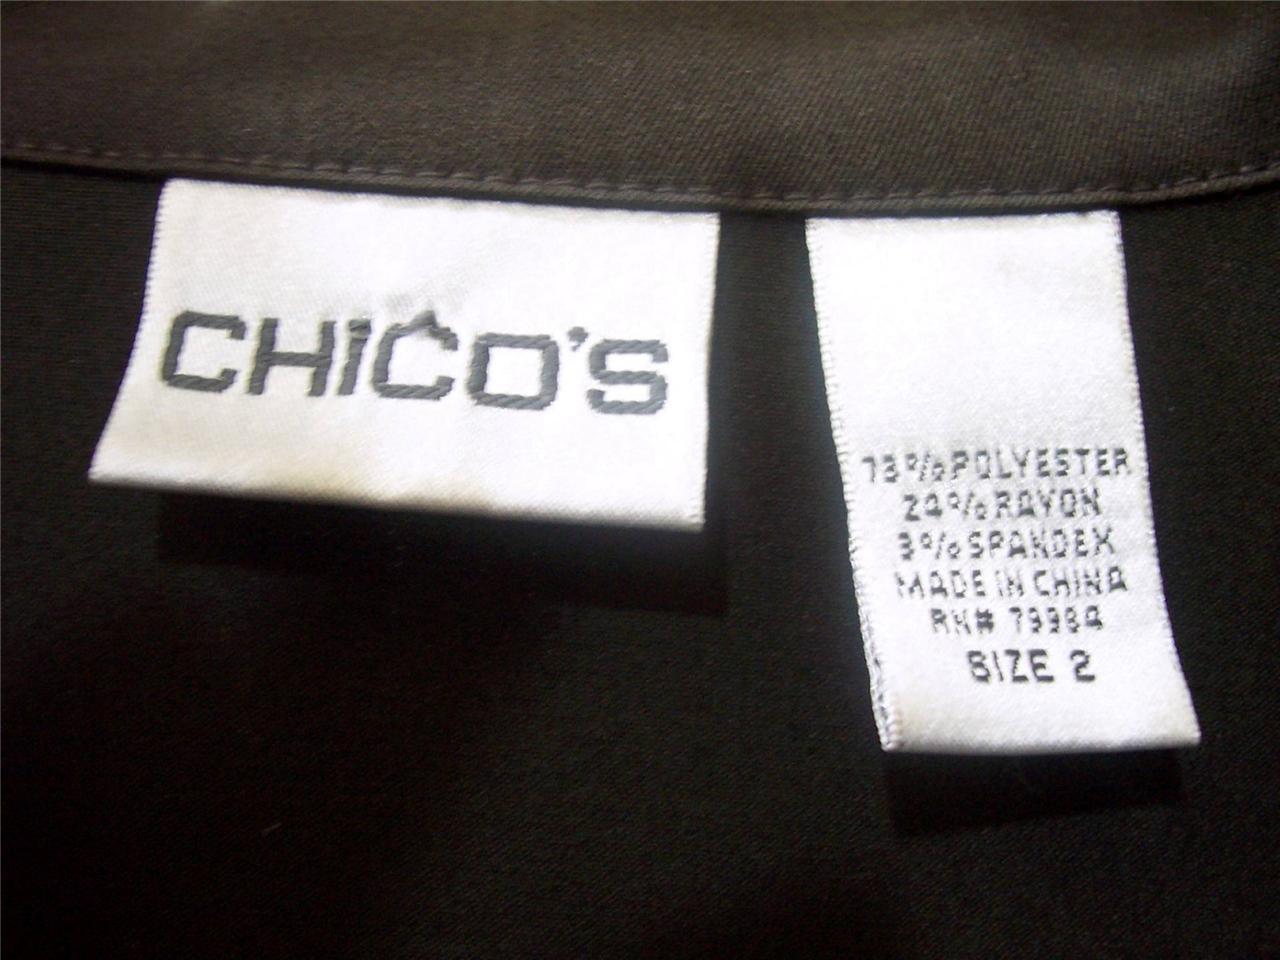 CHICO'S
73% POLYESTER
24% RAYON
3% SPANDEX
MADE IN CHINA
RN# 79984
SIZE 2